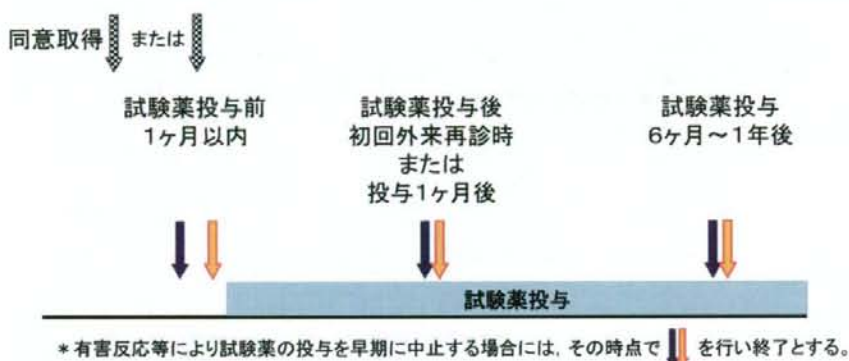 同意取得 または
試験薬投与前
1ヶ月以内
試験薬投与後
初回外来再診時
または
投与1ヶ月後
試験薬投与
6ヶ月～1年後
試験薬投与
＊有害反応等により試験薬の投与を早期に中止する場合には, その時点で を行い終了とする。